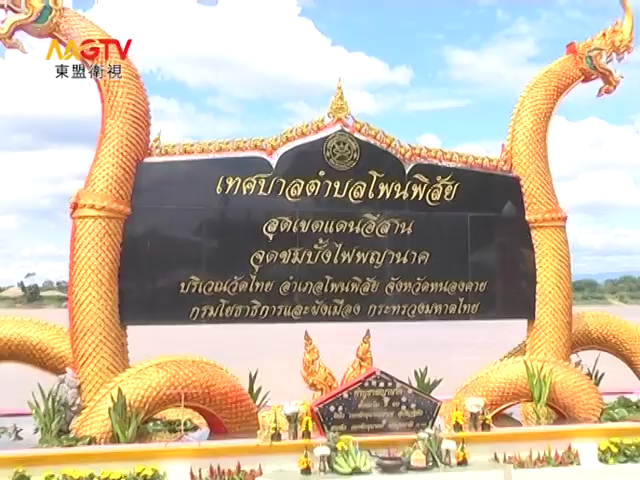 AAGTV
東盟衛視
เทศบาลตำบลโพนพิสัย
สุดเขตแดนอีสาน
จุดชมบั้งไฟพญานาค
บริเวณวัดไทย อำเภอโพนพิสัย จังหวัดหนองคาย
กรมโยธาธิการและผังเมือง กระทรวงมหาดไทย